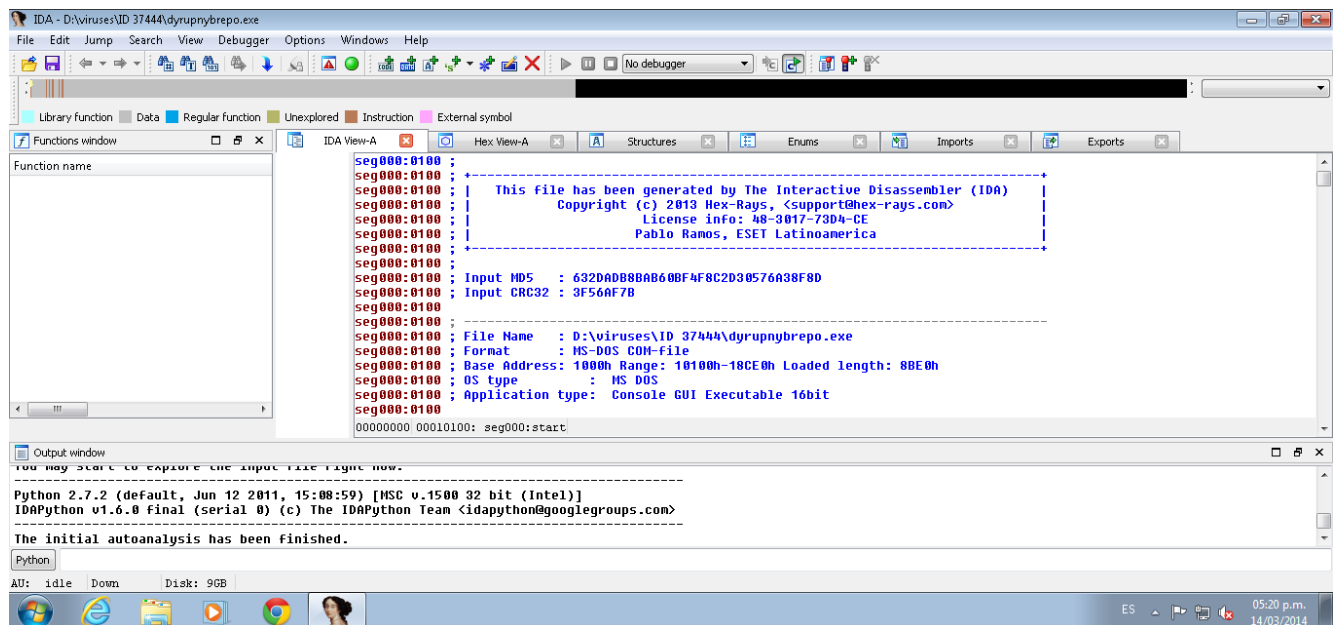 IDA - D:\viruses\ID 37444\dyrupnybrepo.exe
File Edit Jump Search View Debugger Options Windows Help
No debugger
Library function Data Regular function Unexplored Instruction External symbol
Functions window
IDA View-A Hex View-A Structures Enums Imports Exports
Function name
seg000:0100 ;
seg000:0100 ; +-------------------------------------------------------------------------+
seg000:0100 ; | This file has been generated by The Interactive Disassembler (IDA) |
seg000:0100 ; | Copyright (c) 2013 Hex-Rays, <support@hex-rays.com> |
seg000:0100 ; | License info: 48-3017-73D4-CE |
seg000:0100 ; | Pablo Ramos, ESET Latinoamerica |
seg000:0100 ; +-------------------------------------------------------------------------+
seg000:0100 ;
seg000:0100 ; Input MD5 : 632DADB8BAB60BF4F8C2D30576A38F8D
seg000:0100 ; Input CRC32 : 3F56AF7B
seg000:0100
seg000:0100 ; ---------------------------------------------------------------------------
seg000:0100 ; File Name : D:\viruses\ID 37444\dyrupnybrepo.exe
seg000:0100 ; Format : MS-DOS COM-file
seg000:0100 ; Base Address: 1000h Range: 10100h-18CE0h Loaded length: 8BE0h
seg000:0100 ; OS type : MS DOS
seg000:0100 ; Application type: Console GUI Executable 16bit
seg000:0100
00000000 00010100: seg000:start
Output window
You may start to explore the input file right now.
---------------------------------------------------------------------------------------------
Python 2.7.2 (default, Jun 12 2011, 15:08:59) [MSC v.1500 32 bit (Intel)]
IDAPython v1.6.0 final (serial 0) (c) The IDAPython Team <idapython@googlegroups.com>
---------------------------------------------------------------------------------------------
The initial autoanalysis has been finished.
Python
AU: idle Down Disk: 9GB
ES 05:20 p.m.
14/03/2014